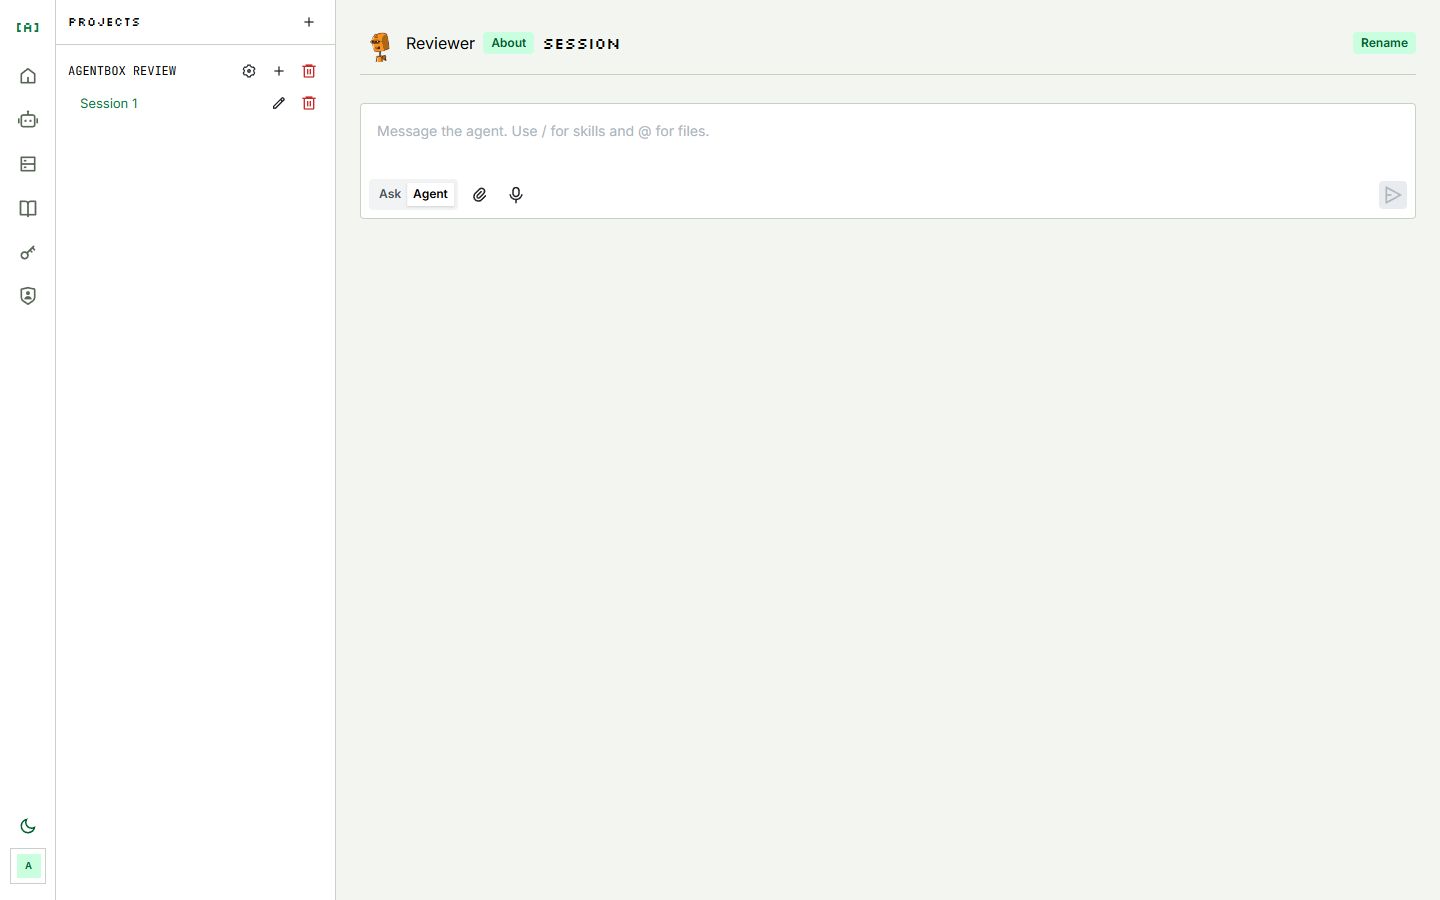 [A]
PROJECTS
AGENTBOX REVIEW
Session 1
A
Reviewer About SESSION
Rename
Message the agent. Use / for skills and @ for files.
Ask Agent